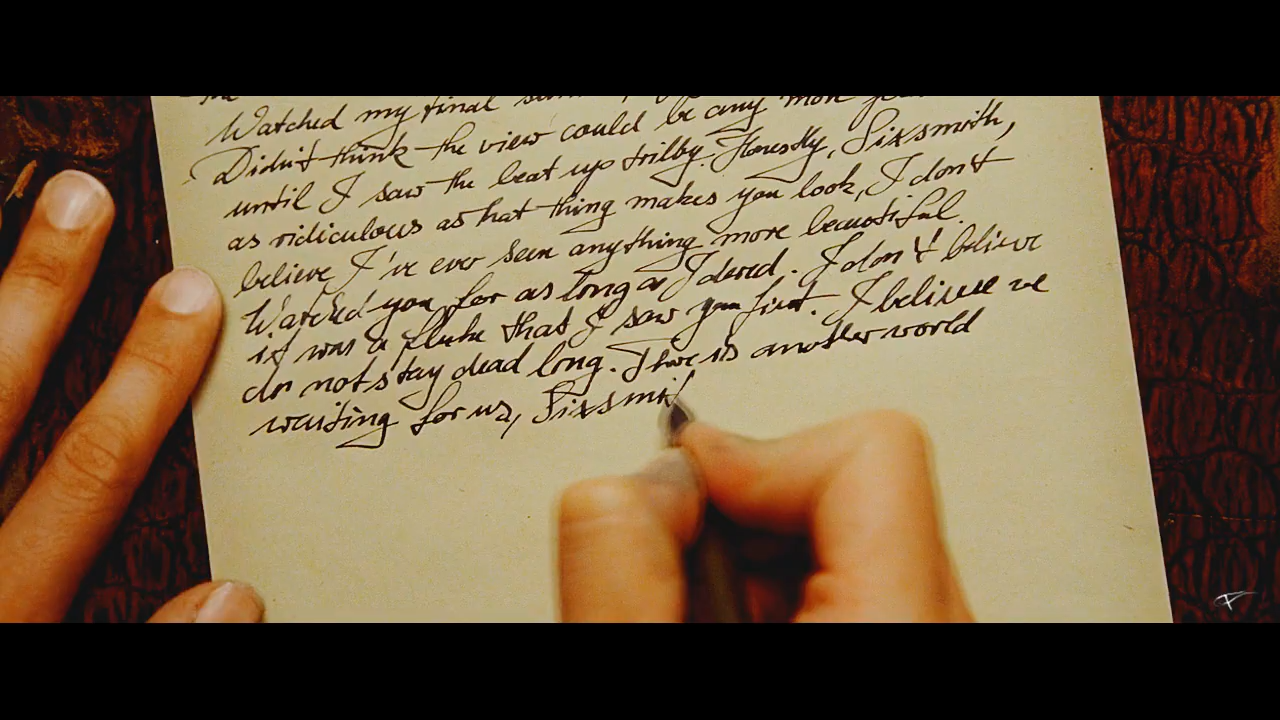 Watched my final
Didn't think the view could be any more
until I saw the beat up trilby. Honestly, Sixsmith,
as ridiculous as that thing makes you look, I don't
believe I've ever seen anything more beautiful.
Watched you for as long as I dared. I don't believe
it was a fluke that I saw you first. I believe we
do not stay dead long. There is another world
waiting for us, Sixsmit